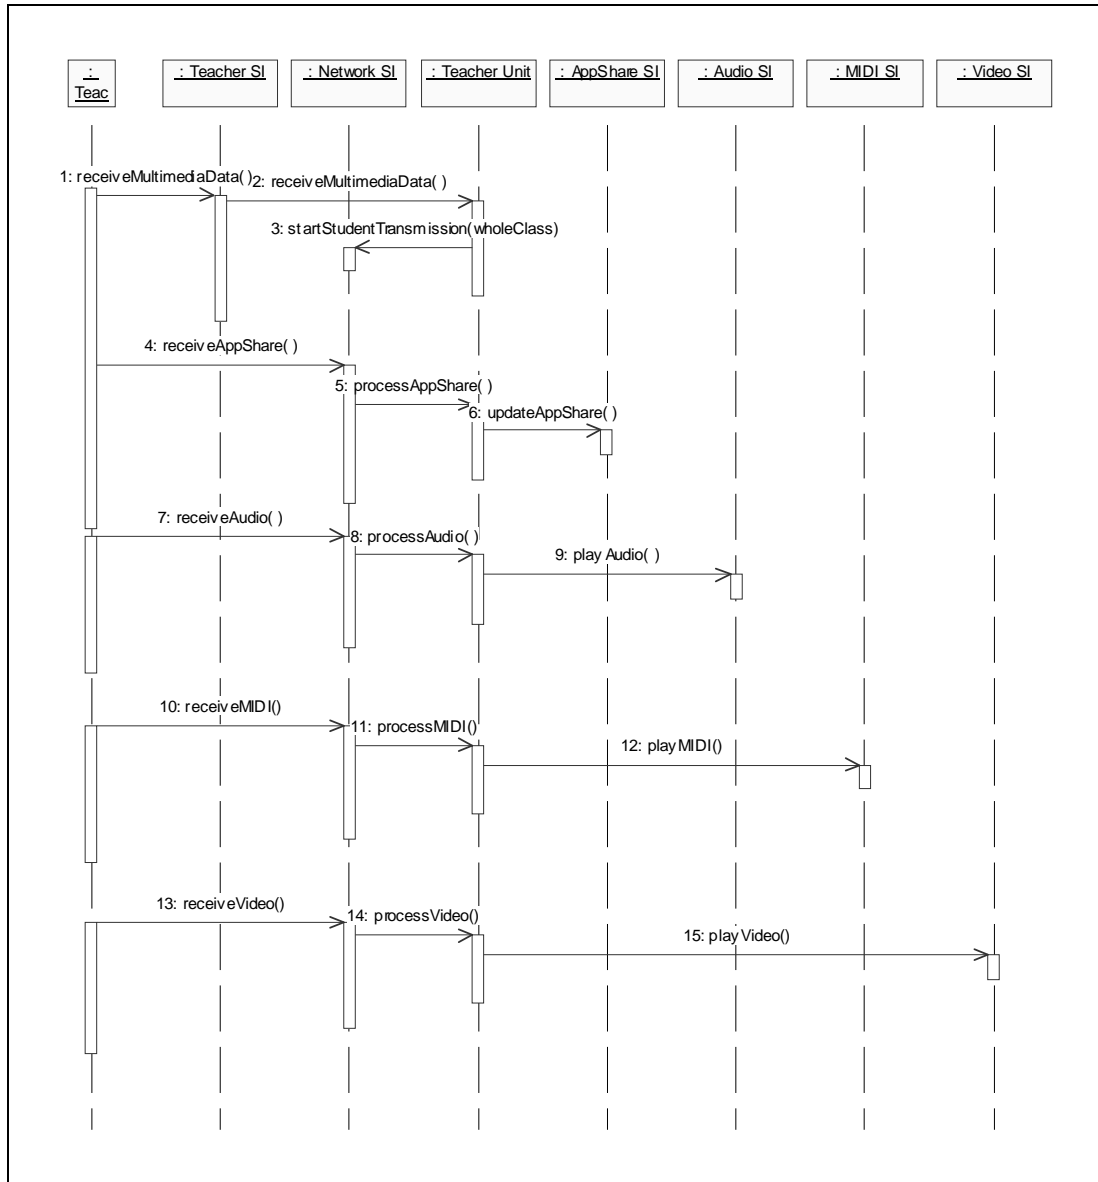 :
Teac
: Teacher SI
: Network SI
: Teacher Unit
: AppShare SI
: Audio SI
: MIDI SI
: Video SI
1: receiveMultimediaData( )
2: receiveMultimediaData( )
3: startStudentTransmission(wholeClass)
4: receiveAppShare( )
5: processAppShare( )
6: updateAppShare( )
7: receiveAudio( )
8: processAudio( )
9: playAudio( )
10: receiveMIDI()
11: processMIDI()
12: playMIDI()
13: receiveVideo()
14: processVideo()
15: playVideo()